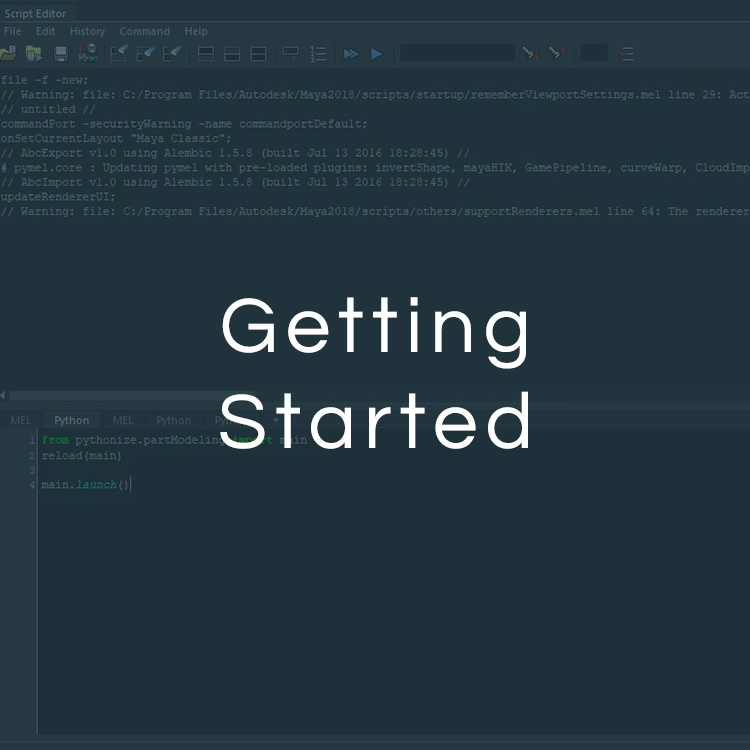 Script Editor
File Edit History Command Help
file -f -new;
// Warning: file: C:/Program Files/Autodesk/Maya2018/scripts/startup/rememberViewportSettings.mel line 29: Act
// untitled //
commandPort -securityWarning -name commandportDefault;
onSetCurrentLayout "Maya Classic";
// AbcExport v1.0 using Alembic 1.5.8 (built Jul 13 2016 18:28:45) //
# pymel.core : Updating pymel with pre-loaded plugins: invertShape, mayaHIK, GamePipeline, curveWarp, CloudImp
// AbcImport v1.0 using Alembic 1.5.8 (built Jul 13 2016 18:28:45) //
updateRendererUI;
// Warning: file: C:/Program Files/Autodesk/Maya2018/scripts/others/supportRenderers.mel line 64: The renderer
Getting
Started
MEL Python MEL Python +
1 from pythonize.partModeling import main
2 reload(main)
3
4 main.launch()